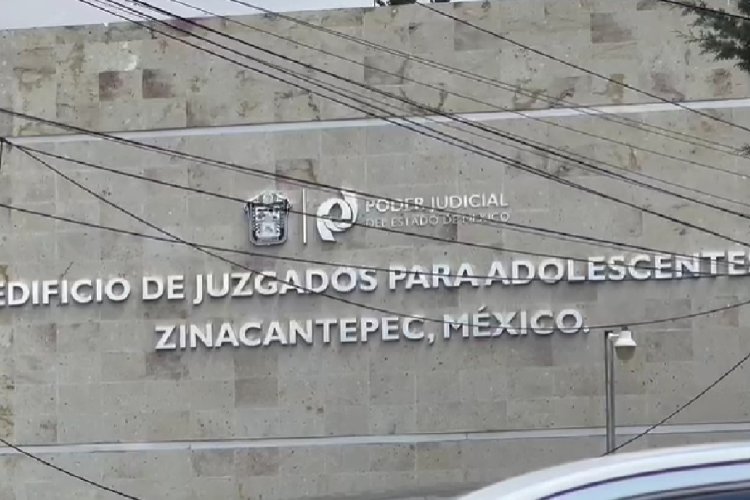 PODER JUDICIAL
DEL ESTADO DE MÉXICO
EDIFICIO DE JUZGADOS PARA ADOLESCENTES
ZINACANTEPEC, MÉXICO.